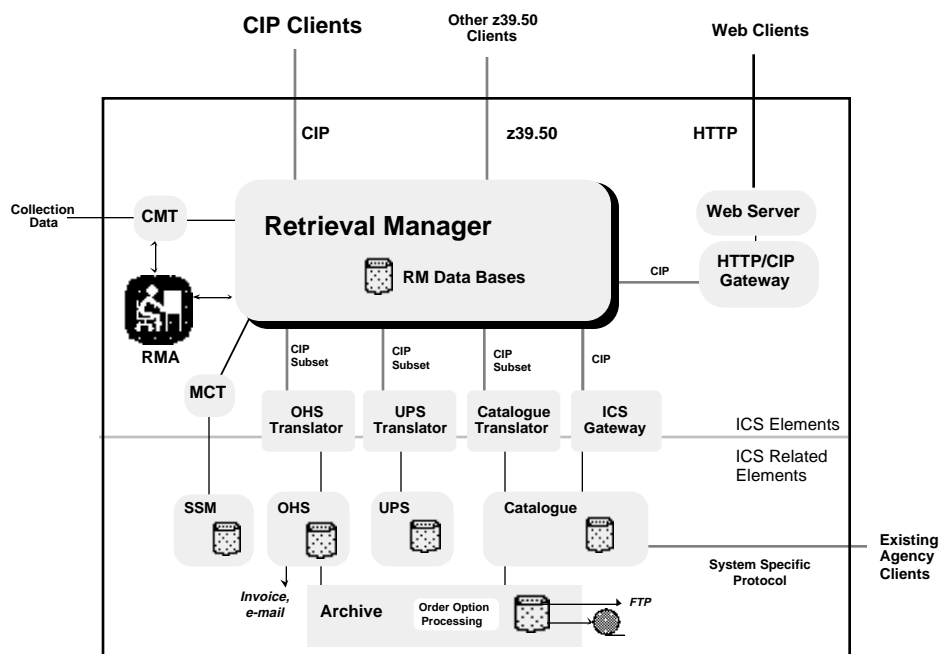 CIP Clients
Other z39.50
Clients
Web Clients
CIP
z39.50
HTTP
Collection
Data
CMT
Retrieval Manager
RM Data Bases
Web Server
HTTP/CIP
Gateway
CIP
RMA
CIP
Subset
CIP
Subset
CIP
Subset
CIP
MCT
OHS
Translator
UPS
Translator
Catalogue
Translator
ICS
Gateway
ICS Elements
ICS Related
Elements
SSM
OHS
UPS
Catalogue
System Specific
Protocol
Existing
Agency
Clients
Invoice,
e-mail
Archive
Order Option
Processing
FTP